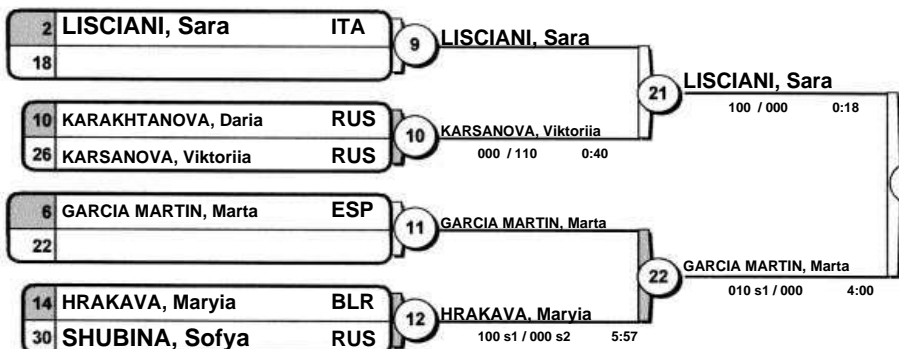 2 LISCIANI, Sara ITA
18
9
LISCIANI, Sara
10 KARAKHTANOVA, Daria RUS
26 KARSANOVA, Viktoriia RUS
10
KARSANOVA, Viktoriia
000 / 110 0:40
21
LISCIANI, Sara
100 / 000 0:18
6 GARCIA MARTIN, Marta ESP
22
11
GARCIA MARTIN, Marta
14 HRAKAVA, Maryia BLR
30 SHUBINA, Sofya RUS
12
HRAKAVA, Maryia
100 s1 / 000 s2 5:57
22
GARCIA MARTIN, Marta
010 s1 / 000 4:00